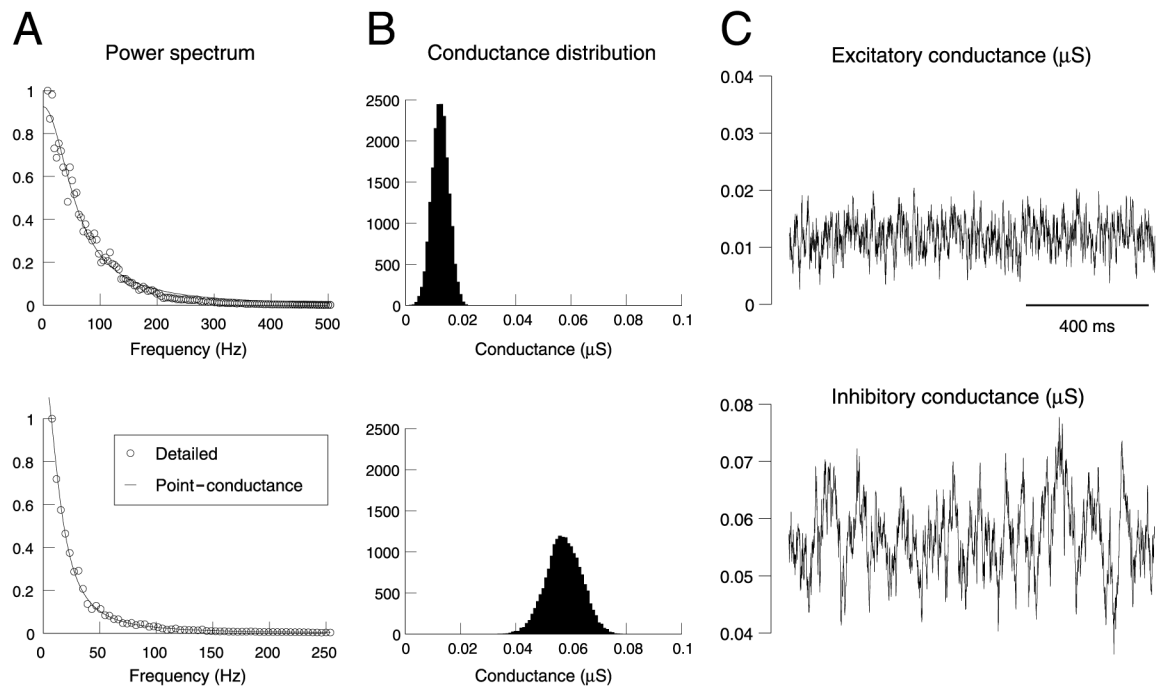 A
Power spectrum
1
0.8
0.6
0.4
0.2
0
0 100 200 300 400 500
Frequency (Hz)
1
0.8
0.6
0.4
0.2
0
Detailed
Point-conductance
0 50 100 150 200 250
Frequency (Hz)
B
Conductance distribution
2500
2000
1500
1000
500
0
0 0.02 0.04 0.06 0.08 0.1
Conductance (μS)
2500
2000
1500
1000
500
0
0 0.02 0.04 0.06 0.08 0.1
Conductance (μS)
C
Excitatory conductance (μS)
0.04
0.03
0.02
0.01
0
400 ms
Inhibitory conductance (μS)
0.08
0.07
0.06
0.05
0.04